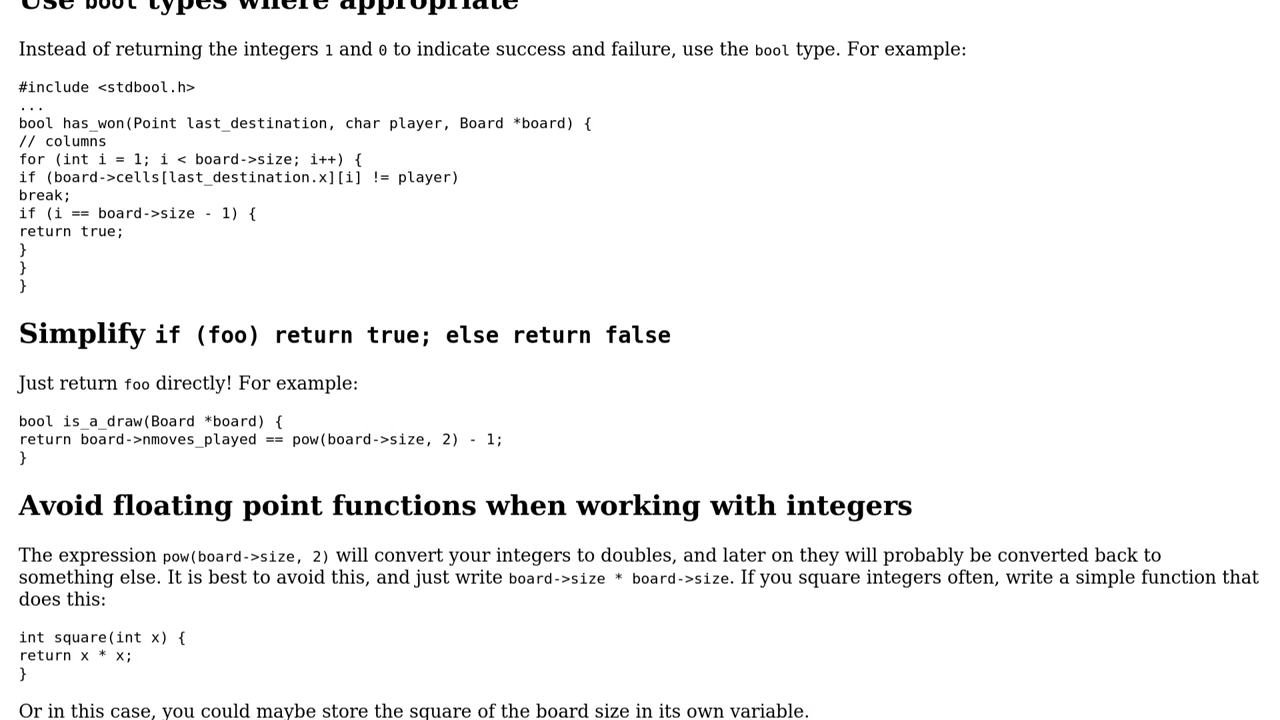 Use bool types where appropriate
Instead of returning the integers 1 and 0 to indicate success and failure, use the bool type. For example:
#include <stdbool.h>
...
bool has_won(Point last_destination, char player, Board *board) {
// columns
for (int i = 1; i < board->size; i++) {
if (board->cells[last_destination.x][i] != player)
break;
if (i == board->size - 1) {
return true;
}
}
}
Simplify if (foo) return true; else return false
Just return foo directly! For example:
bool is_a_draw(Board *board) {
return board->nmoves_played == pow(board->size, 2) - 1;
}
Avoid floating point functions when working with integers
The expression pow(board->size, 2) will convert your integers to doubles, and later on they will probably be converted back to
something else. It is best to avoid this, and just write board->size * board->size. If you square integers often, write a simple function that
does this:
int square(int x) {
return x * x;
}
Or in this case, you could maybe store the square of the board size in its own variable.